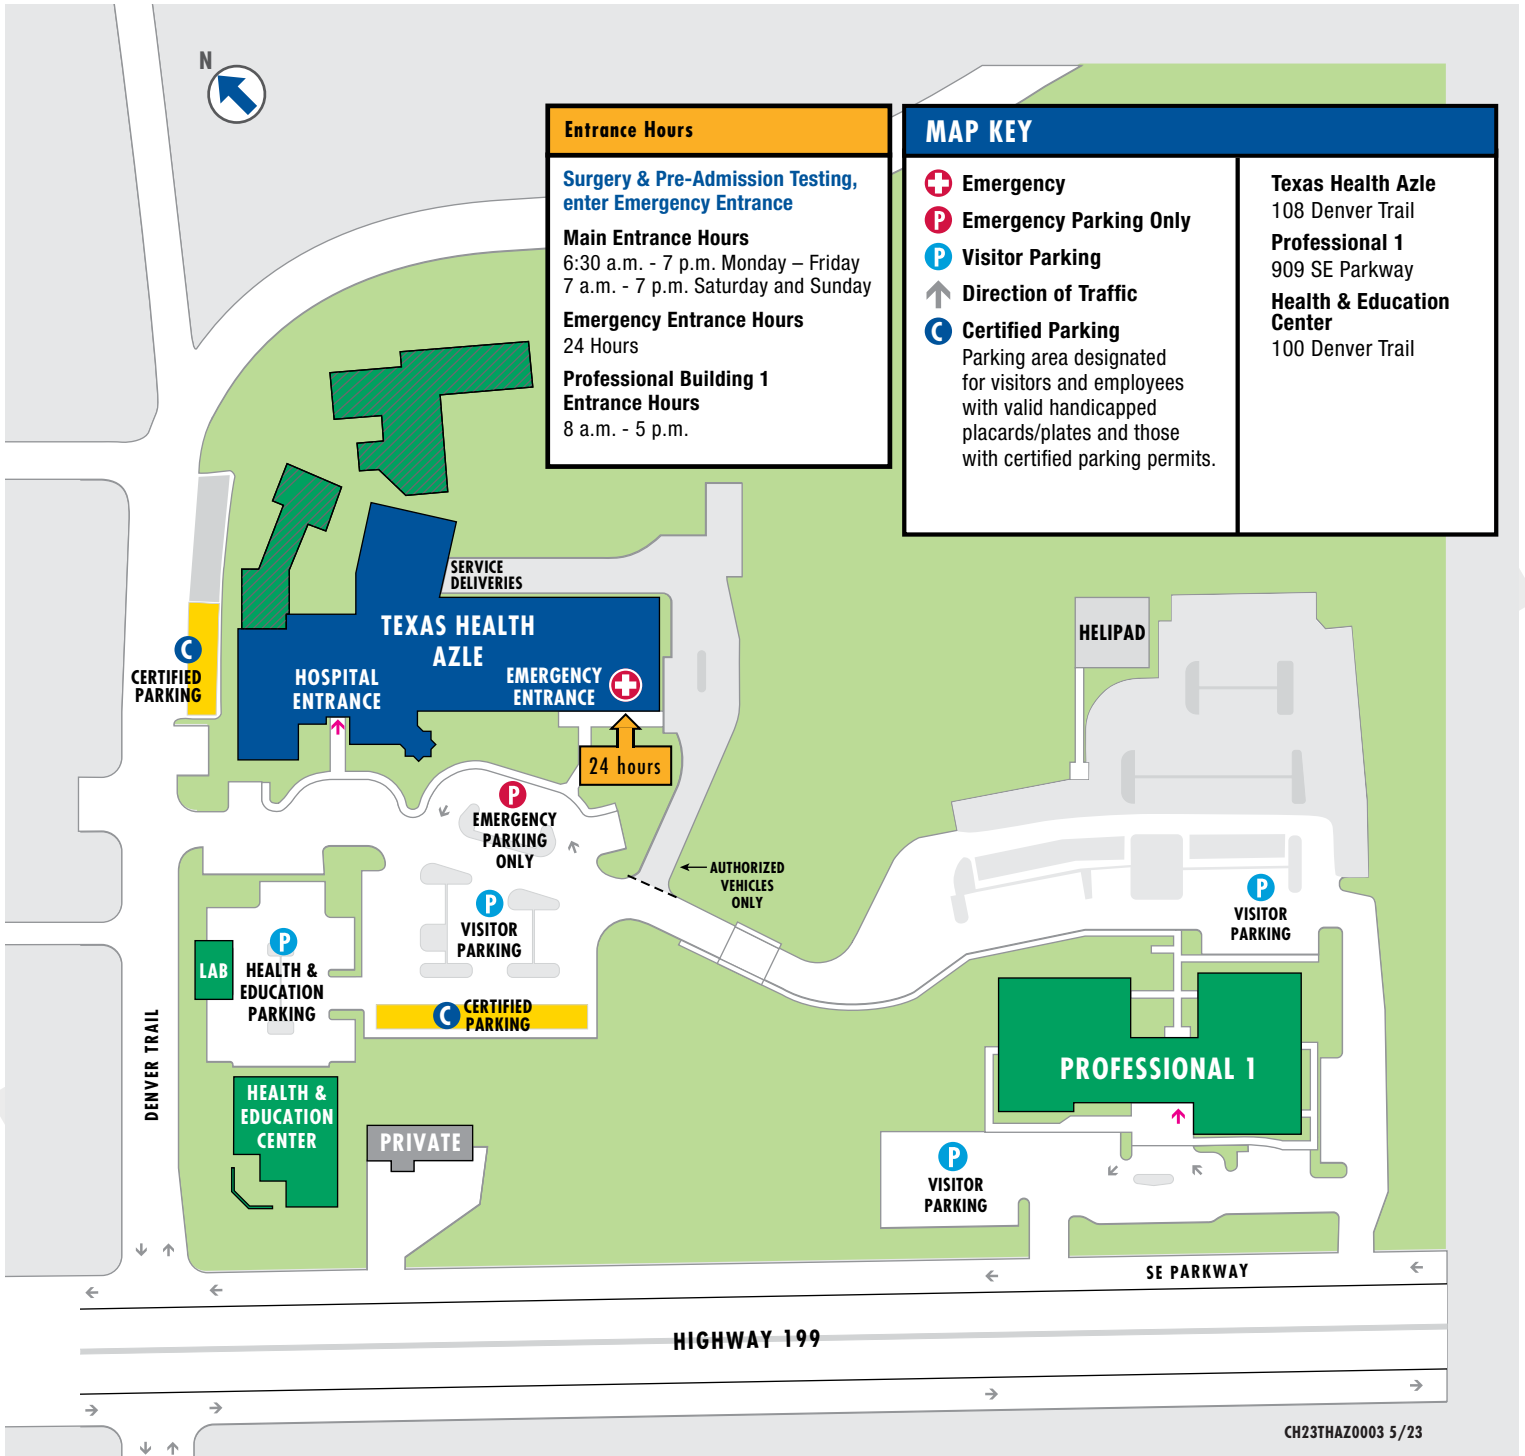 N
Entrance Hours
Surgery & Pre-Admission Testing,
enter Emergency Entrance
Main Entrance Hours
6:30 a.m. - 7 p.m. Monday – Friday
7 a.m. - 7 p.m. Saturday and Sunday
Emergency Entrance Hours
24 Hours
Professional Building 1
Entrance Hours
8 a.m. - 5 p.m.
MAP KEY
Emergency
P Emergency Parking Only
P Visitor Parking
Direction of Traffic
C Certified Parking
Parking area designated
for visitors and employees
with valid handicapped
placards/plates and those
with certified parking permits.
Texas Health Azle
108 Denver Trail
Professional 1
909 SE Parkway
Health & Education
Center
100 Denver Trail
SERVICE
DELIVERIES
TEXAS HEALTH
AZLE
HOSPITAL
ENTRANCE
EMERGENCY
ENTRANCE
24 hours
C
CERTIFIED
PARKING
HELIPAD
P
EMERGENCY
PARKING
ONLY
AUTHORIZED
VEHICLES
ONLY
P
VISITOR
PARKING
P
VISITOR
PARKING
LAB
P
HEALTH &
EDUCATION
PARKING
C CERTIFIED
PARKING
DENVER TRAIL
HEALTH &
EDUCATION
CENTER
PRIVATE
PROFESSIONAL 1
P
VISITOR
PARKING
SE PARKWAY
HIGHWAY 199
CH23THAZ0003 5/23